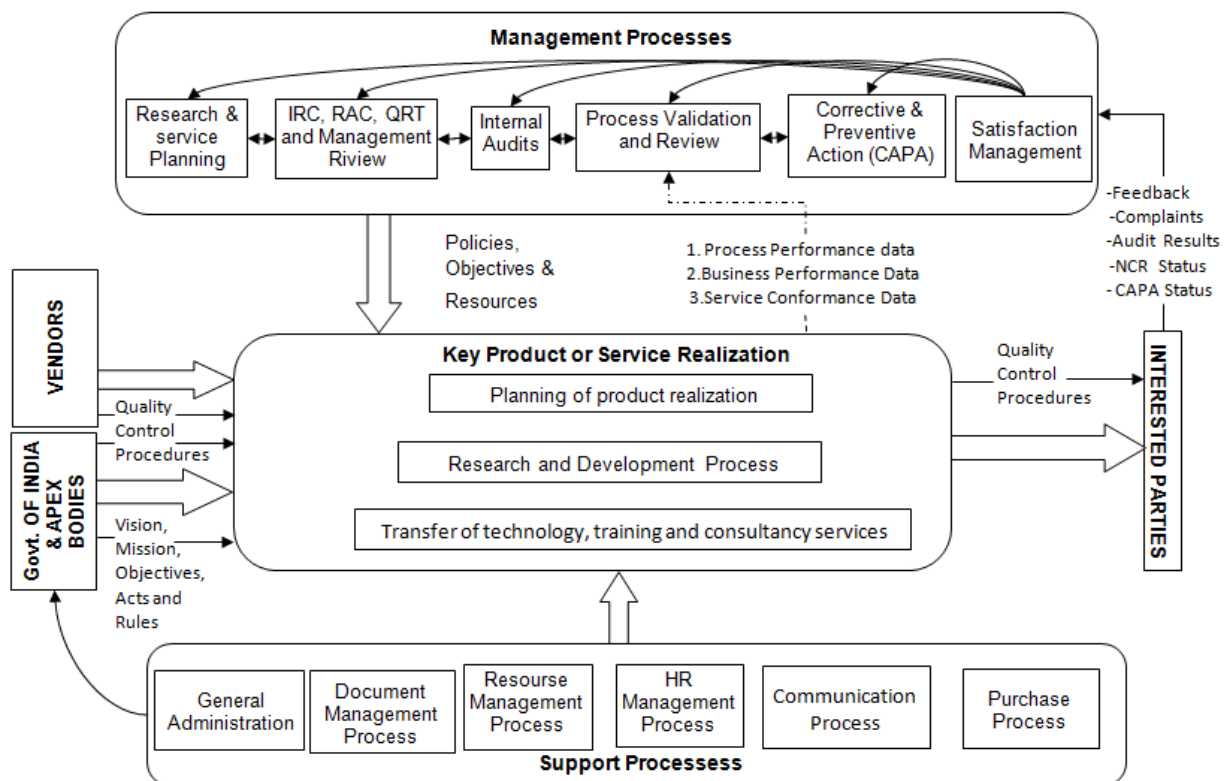 Management Processes
Research &
service
Planning
IRC, RAC, QRT
and Management
Riview
Internal
Audits
Process Validation
and Review
Corrective &
Preventive
Action (CAPA)
Satisfaction
Management
Policies,
Objectives &
Resources
1. Process Performance data
2.Business Performance Data
3.Service Conformance Data
-Feedback
-Complaints
-Audit Results
-NCR Status
-CAPA Status
VENDORS
Quality
Control
Procedures
Govt. OF INDIA
& APEX
BODIES
Vision,
Mission,
Objectives,
Acts and
Rules
Key Product or Service Realization
Planning of product realization
Research and Development Process
Transfer of technology, training and consultancy services
Quality
Control
Procedures
INTERESTED PARTIES
General
Administration
Document
Management
Process
Resourse
Management
Process
HR
Management
Process
Communication
Process
Purchase
Process
Support Processess